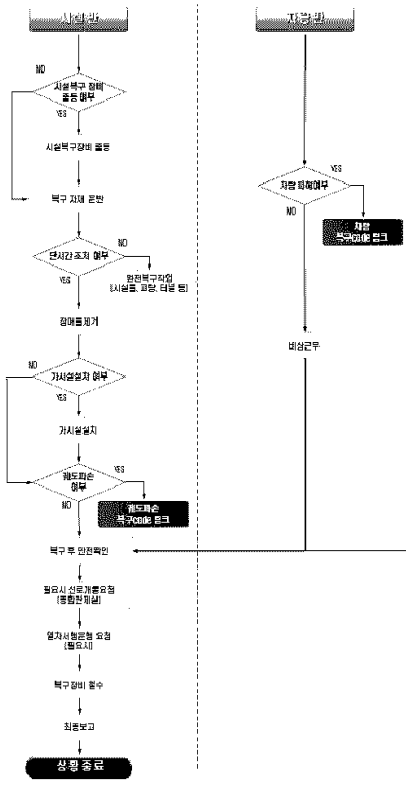 시설반
차량반
NO
시설복구 장비
출동 여부
YES
시설복구장비 출동
복구 자재 운반
YES
차량 피해여부
NO
차량
복구code 링크
단시간 조치 여부
NO
YES
완전복구작업
(시설물, 교량, 터널 등)
장애물제거
비상근무
NO
가시설설치 여부
YES
가시설설치
YES
궤도파손
여부
NO
궤도파손
복구code 링크
복구 후 안전확인
필요시 선로개통요청
(종합관제실)
열차서행운행 요청
(필요시)
복구장비 철수
최종보고
상황 종료